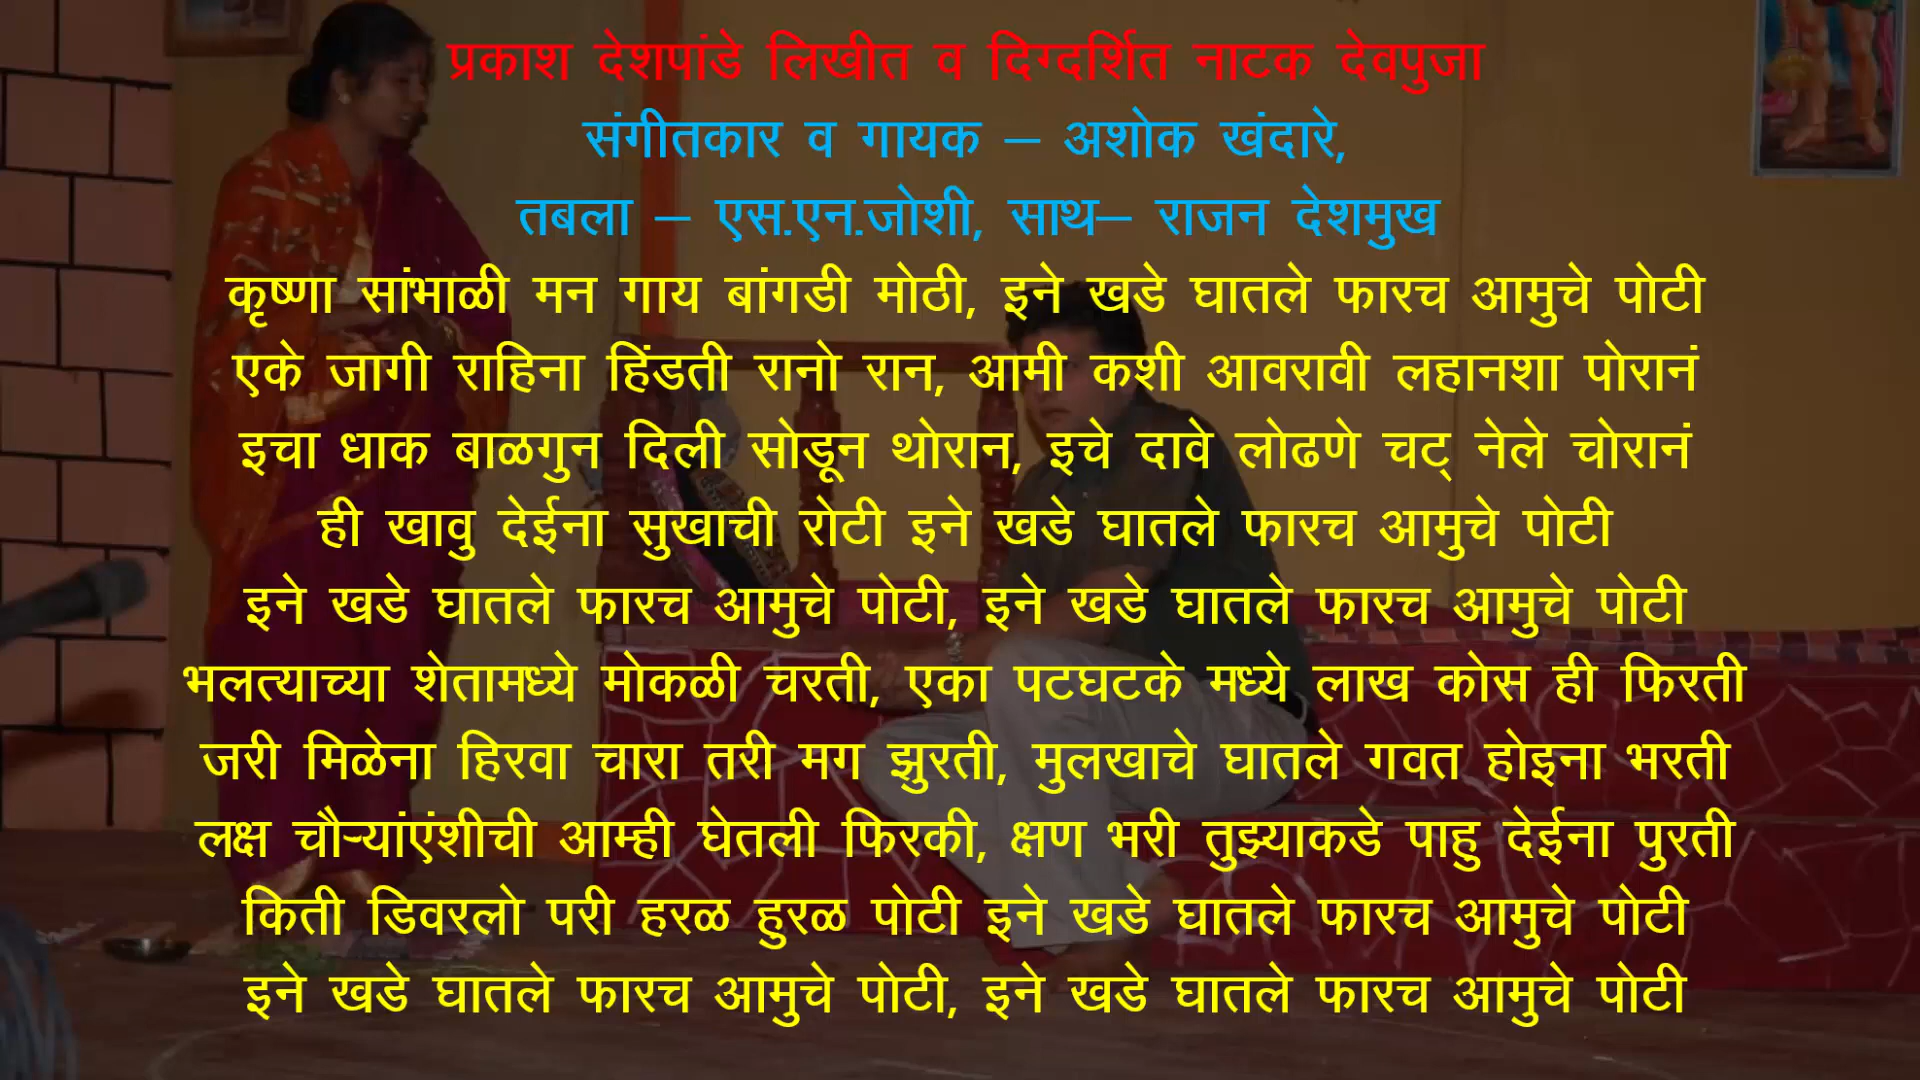 प्रकाश देशपांडे लिखीत व दिग्दर्शित नाटक देवपुजा
संगीतकार व गायक – अशोक खंदारे,
तबला – एस.एन.जोशी, साथ– राजन देशमुख
कृष्णा सांभाळी मन गाय बांगडी मोठी, इने खडे घातले फारच आमुचे पोटी
एके जागी राहिना हिंडती रानो रान, आमी कशी आवरावी लहानशा पोरानं
इचा धाक बाळगुन दिली सोडून थोरान, इचे दावे लोढणे चट् नेले चोरानं
ही खावु देईना सुखाची रोटी इने खडे घातले फारच आमुचे पोटी
इने खडे घातले फारच आमुचे पोटी, इने खडे घातले फारच आमुचे पोटी
भलत्याच्या शेतामध्ये मोकळी चरती, एका पटघटके मध्ये लाख कोस ही फिरती
जरी मिळेना हिरवा चारा तरी मग झुरती, मुलखाचे घातले गवत होइना भरती
लक्ष चौऱ्यांएंशीची आम्ही घेतली फिरकी, क्षण भरी तुझ्याकडे पाहु देईना पुरती
किती डिवरलो परी हरळ हुरळ पोटी इने खडे घातले फारच आमुचे पोटी
इने खडे घातले फारच आमुचे पोटी, इने खडे घातले फारच आमुचे पोटी